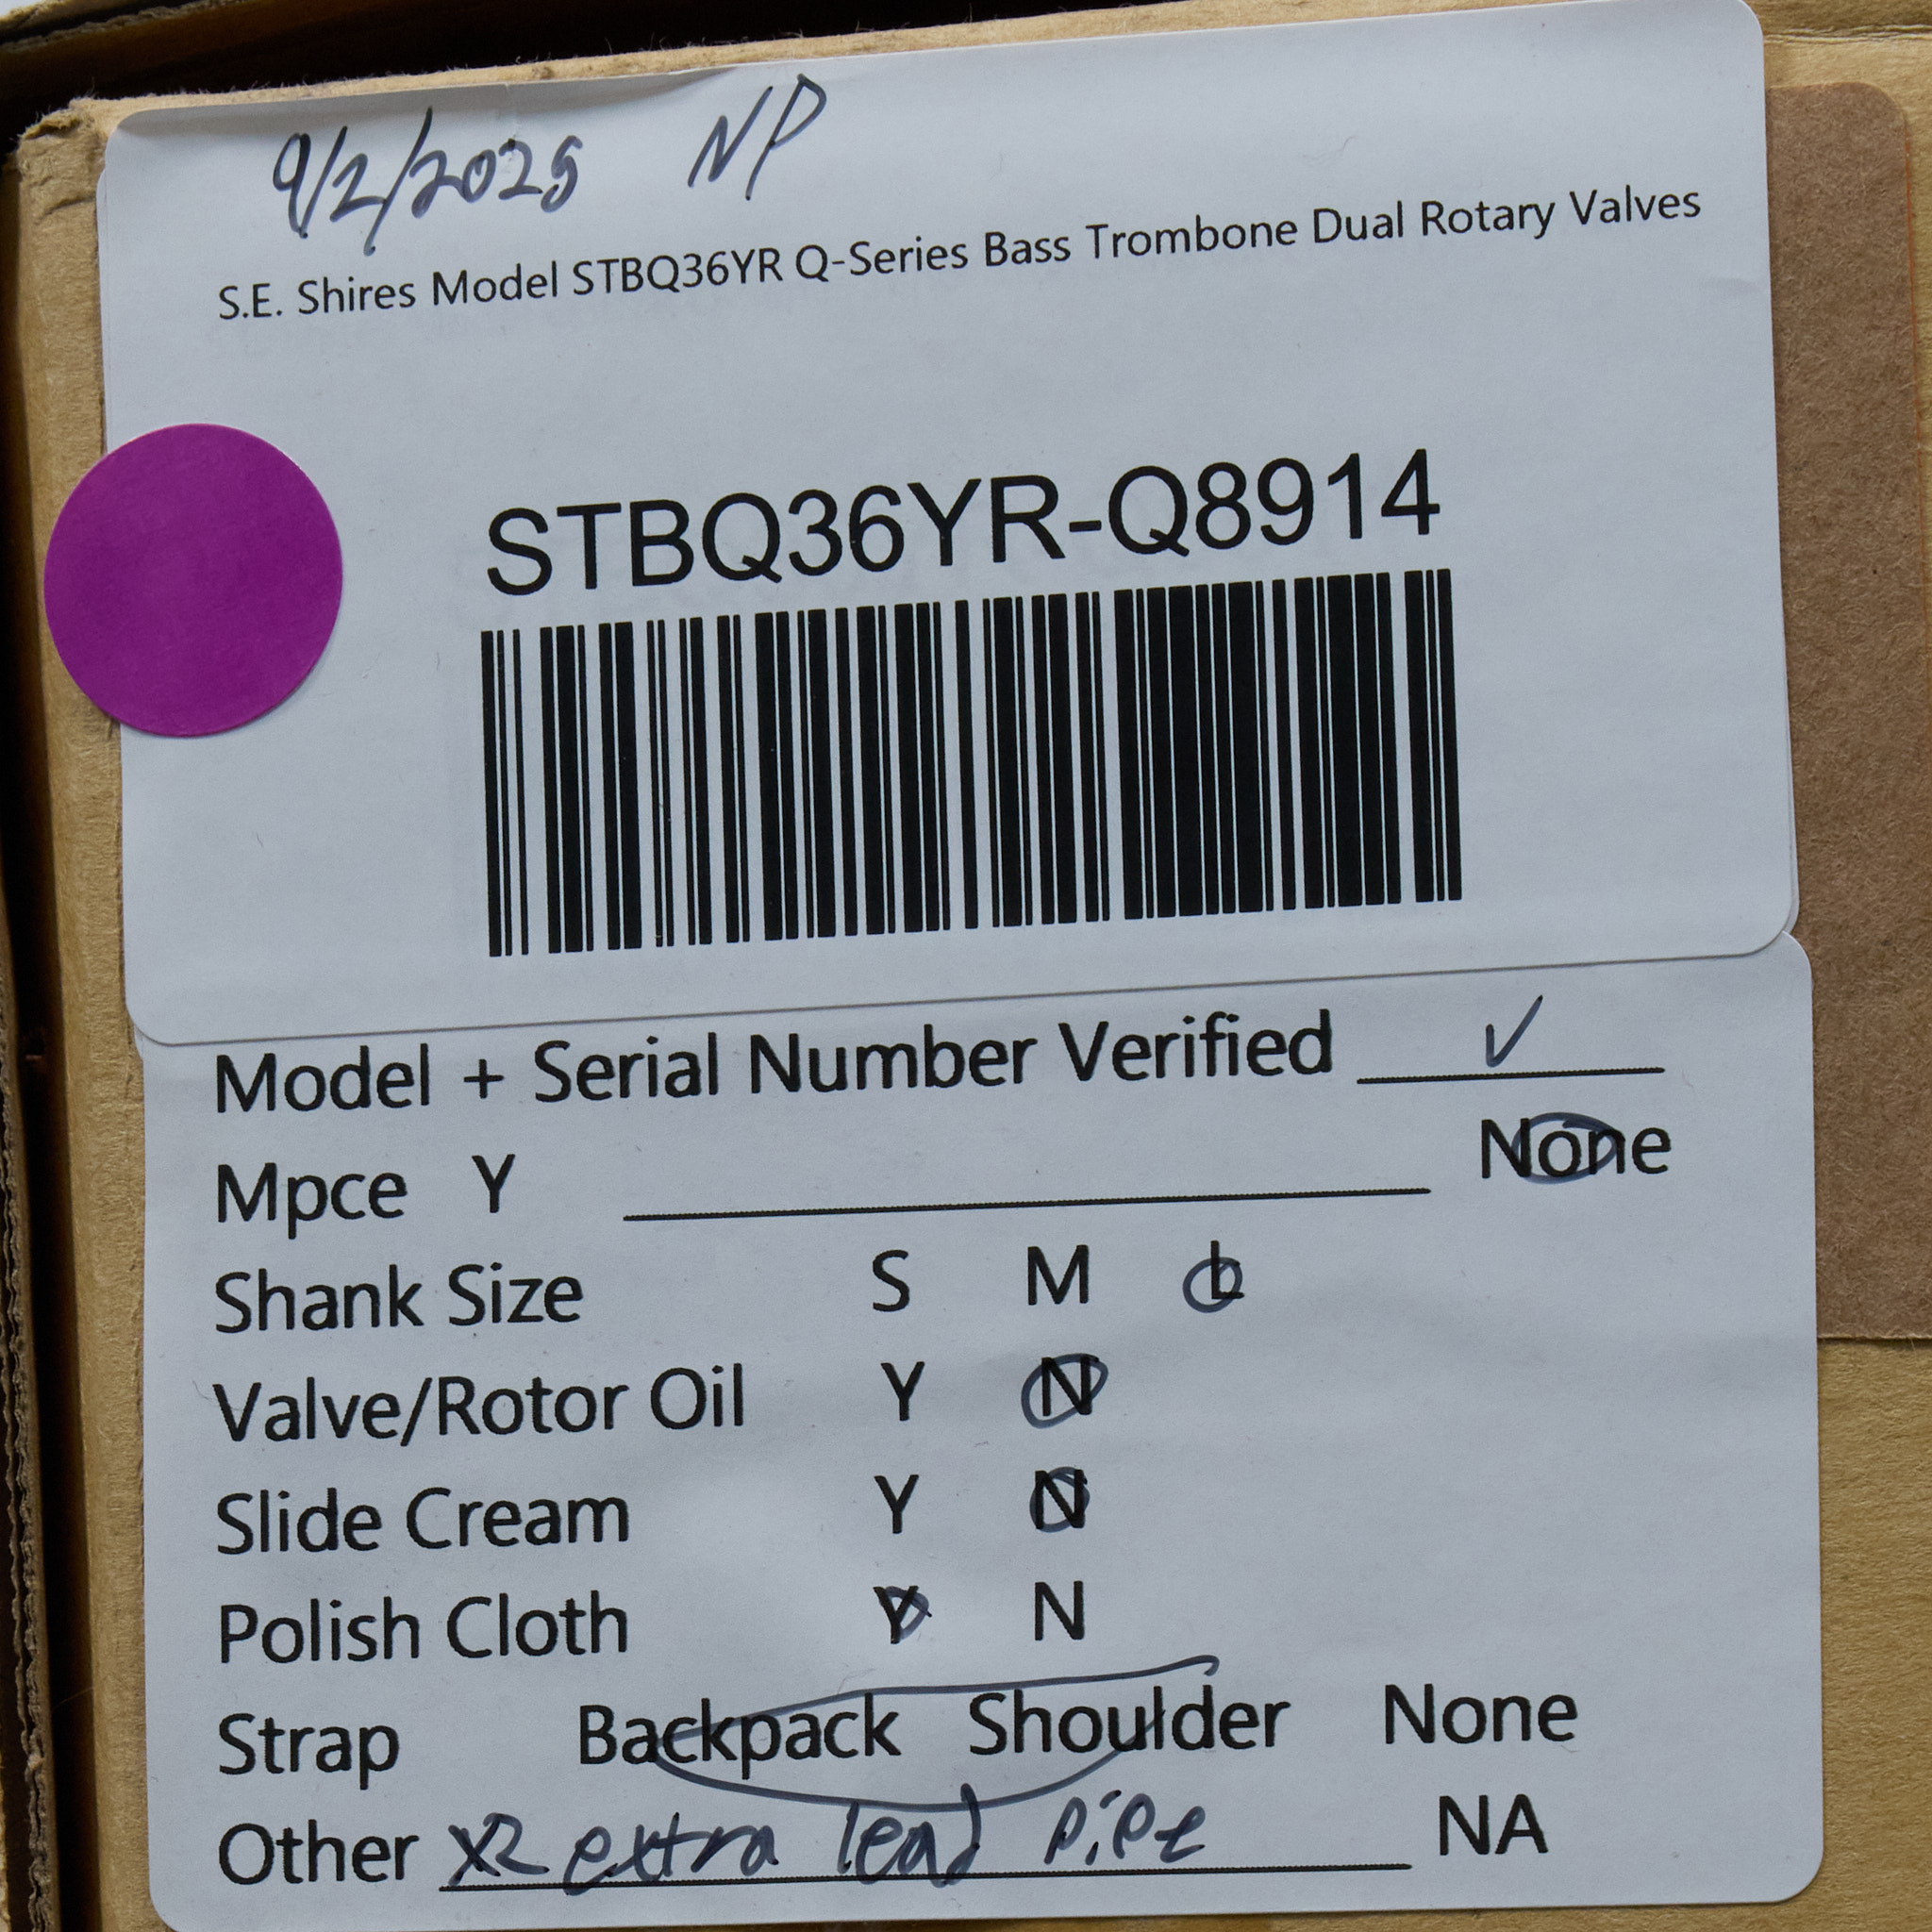 9/2/2025 NP
S.E. Shires Model STBQ36YR Q-Series Bass Trombone Dual Rotary Valves
STBQ36YR-Q8914
Model + Serial Number Verified ✓
Mpce Y None
Shank Size S M L
Valve/Rotor Oil Y N
Slide Cream Y N
Polish Cloth Y N
Strap Backpack Shoulder None
Other x2 extra lead pipe NA